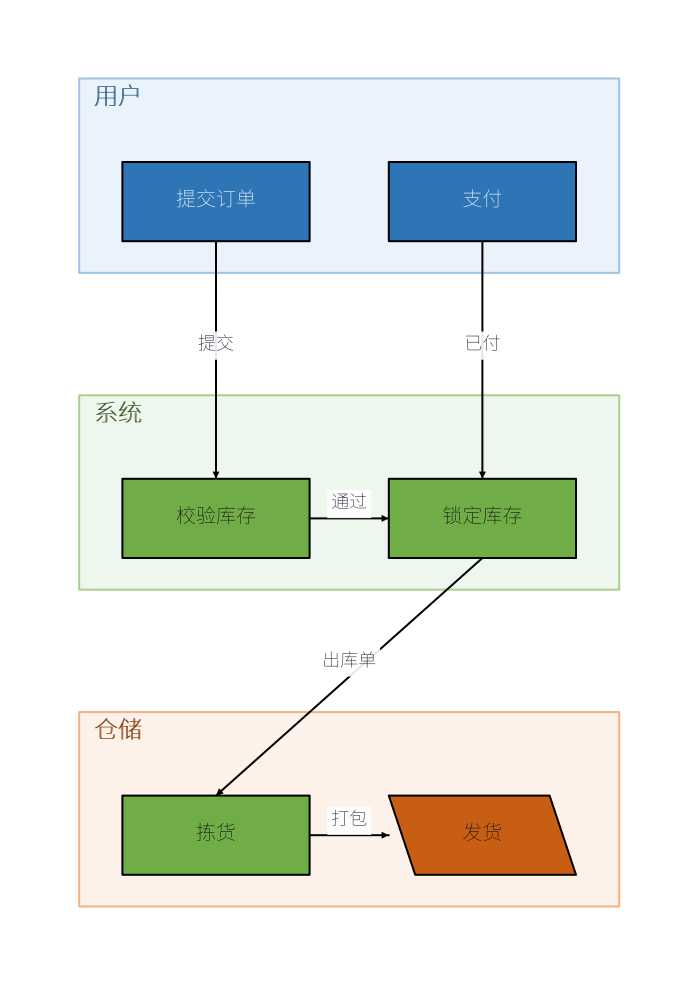 用户
提交订单
支付
提交
已付
系统
校验库存
通过
锁定库存
出库单
仓储
拣货
打包
发货